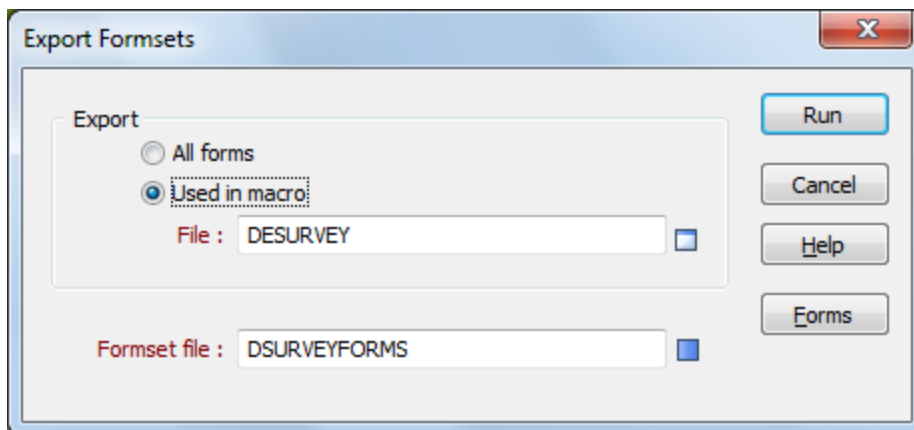 Export Formsets
Export
All forms
Used in macro
File : DESURVEY
Formset file : DSURVEYFORMS
Run
Cancel
Help
Forms